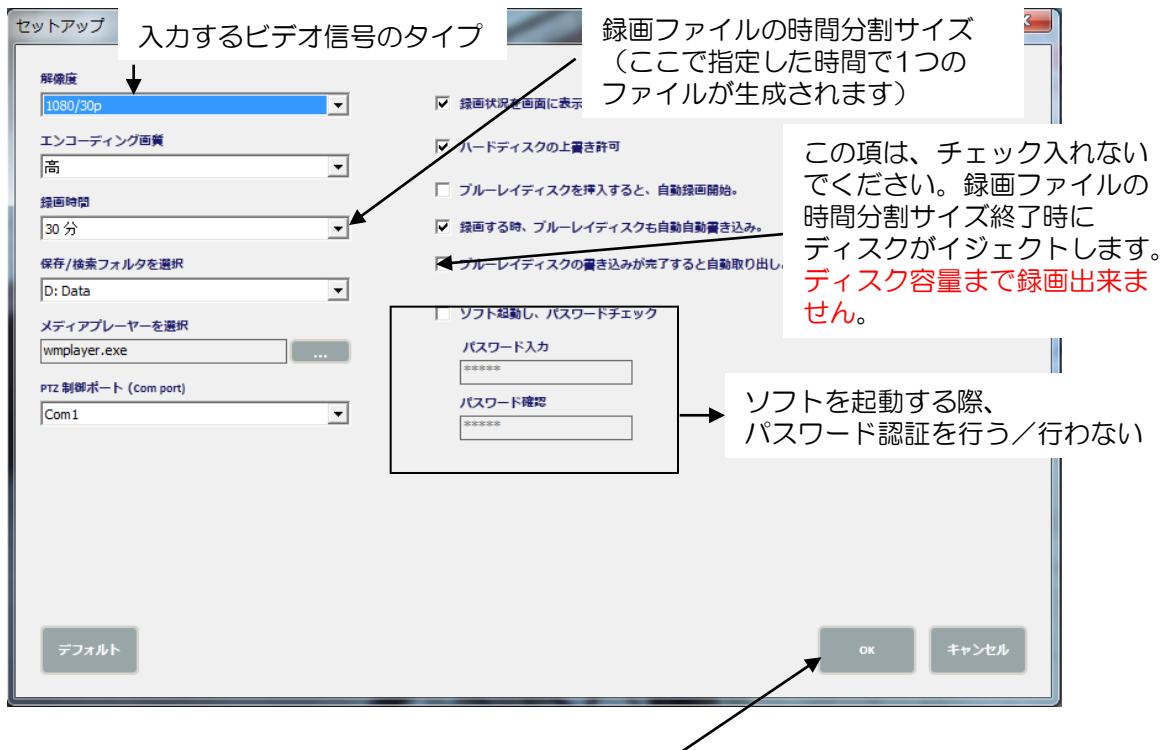 セットアップ
入力するビデオ信号のタイプ
録画ファイルの時間分割サイズ
（ここで指定した時間で1つの
ファイルが生成されます）
解像度
1080/30p
エンコーディング画質
高
録画時間
30 分
保存/検索フォルダを選択
D: Data
メディアプレーヤーを選択
wmplayer.exe
...
PTZ 制御ポート (Com port)
Com1
録画状況を画面に表示
ハードディスクの上書き許可
ブルーレイディスクを挿入すると、自動録画開始。
録画する時、ブルーレイディスクも自動自動書き込み。
ブルーレイディスクの書き込みが完了すると自動取り出し。
ソフト起動し、パスワードチェック
パスワード入力
*****
パスワード確認
*****
この項は、チェック入れない
でください。録画ファイルの
時間分割サイズ終了時に
ディスクがイジェクトします。
ディスク容量まで録画出来ま
せん。
ソフトを起動する際、
パスワード認証を行う／行わない
デフォルト
OK
キャンセル